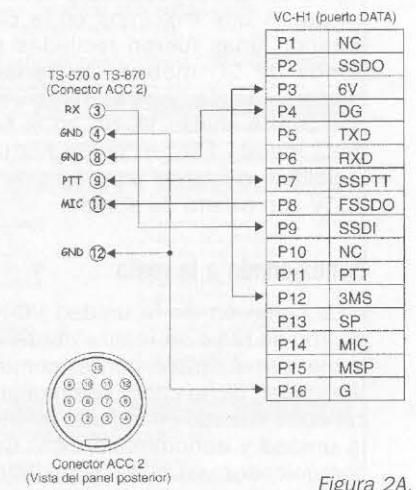 VC-H1 (puerto DATA)
P1 NC
P2 SSDO
P3 6V
P4 DG
P5 TXD
P6 RXD
P7 SSPTT
P8 FSSDO
P9 SSDI
P10 NC
P11 PTT
P12 3MS
P13 SP
P14 MIC
P15 MSP
P16 G
TS-570 o TS-870
(Conector ACC 2)
RX 3
GND 4
GND 8
PTT 9
MIC 11
GND 12
13
9 10 11 12
5 6 7 8
1 2 3 4
Conector ACC 2
(Vista del panel posterior)
Figura 2A.